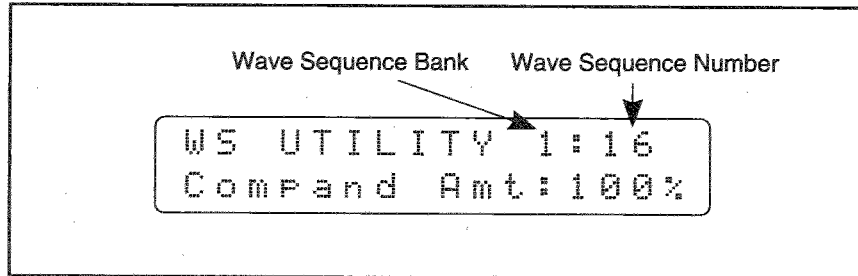 Wave Sequence Bank Wave Sequence Number
WS UTILITY 1:16
Compand Amt:100%